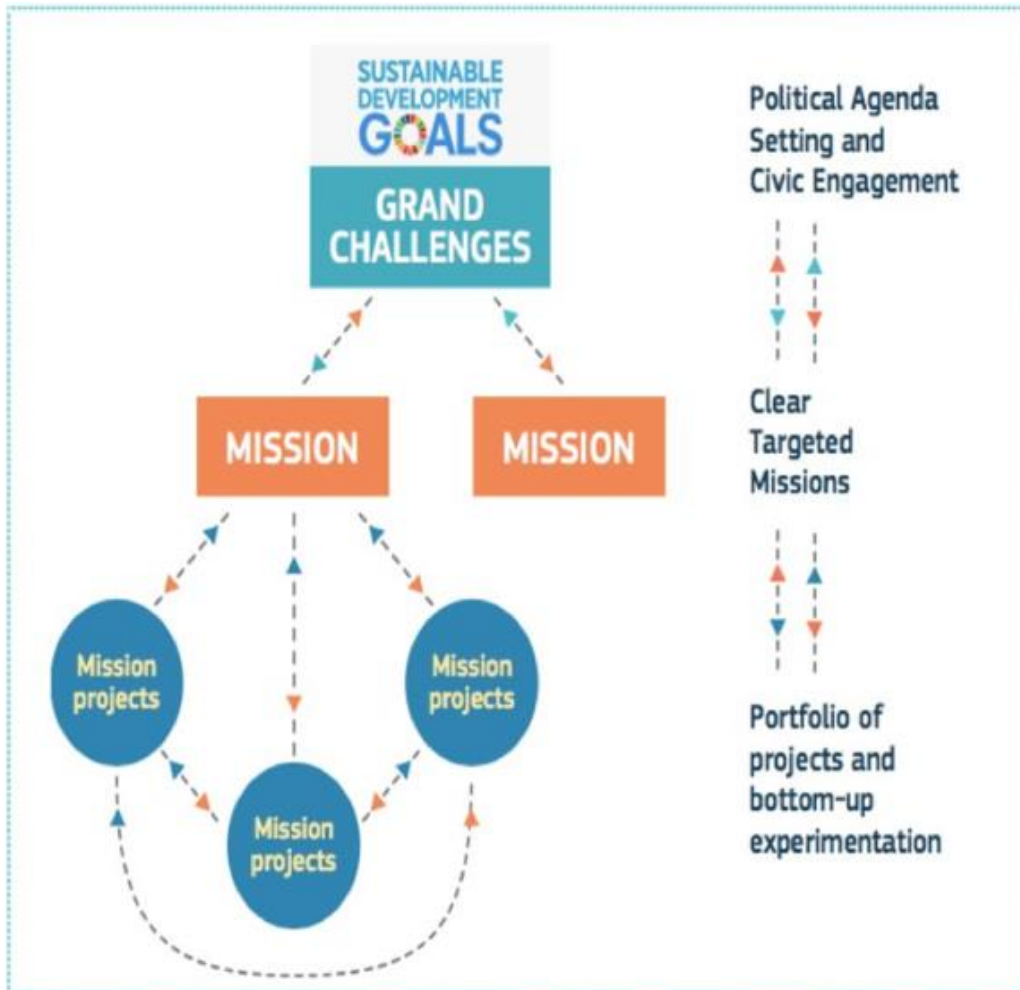 SUSTAINABLE
DEVELOPMENT
GOALS
GRAND
CHALLENGES
MISSION
MISSION
Mission
projects
Mission
projects
Mission
projects
Political Agenda
Setting and
Civic Engagement
Clear
Targeted
Missions
Portfolio of
projects and
bottom-up
experimentation